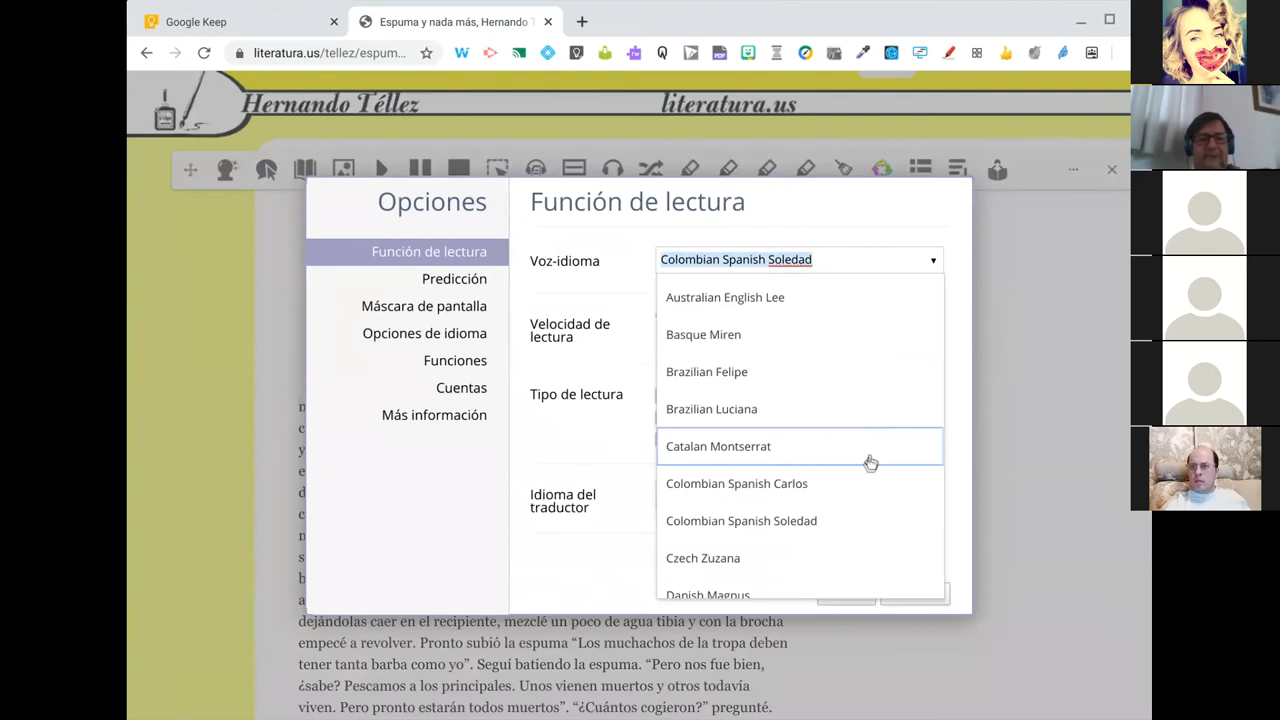 Google Keep
Espuma y nada más, Hernando T
literatura.us/tellez/espum...
Hernando Téllez
literatura.us
Opciones
Función de lectura
Predicción
Máscara de pantalla
Opciones de idioma
Funciones
Cuentas
Más información
Función de lectura
Voz-idioma
Colombian Spanish Soledad
Australian English Lee
Basque Miren
Brazilian Felipe
Brazilian Luciana
Catalan Montserrat
Colombian Spanish Carlos
Colombian Spanish Soledad
Czech Zuzana
Danish Magnus
Velocidad de
lectura
Tipo de lectura
Idioma del
traductor
dejándolas caer en el recipiente, mezclé un poco de agua tibia y con la brocha
empecé a revolver. Pronto subió la espuma “Los muchachos de la tropa deben
tener tanta barba como yo”. Seguí batiendo la espuma. “Pero nos fue bien,
¿sabe? Pescamos a los principales. Unos vienen muertos y otros todavía
viven. Pero pronto estarán todos muertos”. “¿Cuántos cogieron?” pregunté.